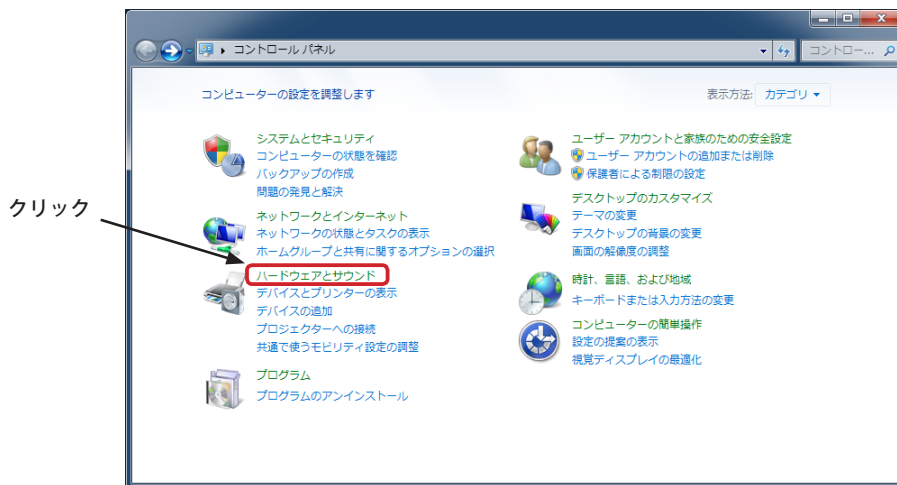 コントロール パネル
コントロー...
コンピューターの設定を調整します
表示方法: カテゴリ
システムとセキュリティ
コンピューターの状態を確認
バックアップの作成
問題の発見と解決
ネットワークとインターネット
ネットワークの状態とタスクの表示
ホームグループと共有に関するオプションの選択
クリック
ハードウェアとサウンド
デバイスとプリンターの表示
デバイスの追加
プロジェクターへの接続
共通で使うモビリティ設定の調整
プログラム
プログラムのアンインストール
ユーザー アカウントと家族のための安全設定
ユーザー アカウントの追加または削除
保護者による制限の設定
デスクトップのカスタマイズ
テーマの変更
デスクトップの背景の変更
画面の解像度の調整
時計、言語、および地域
キーボードまたは入力方法の変更
コンピューターの簡単操作
設定の提案の表示
視覚ディスプレイの最適化